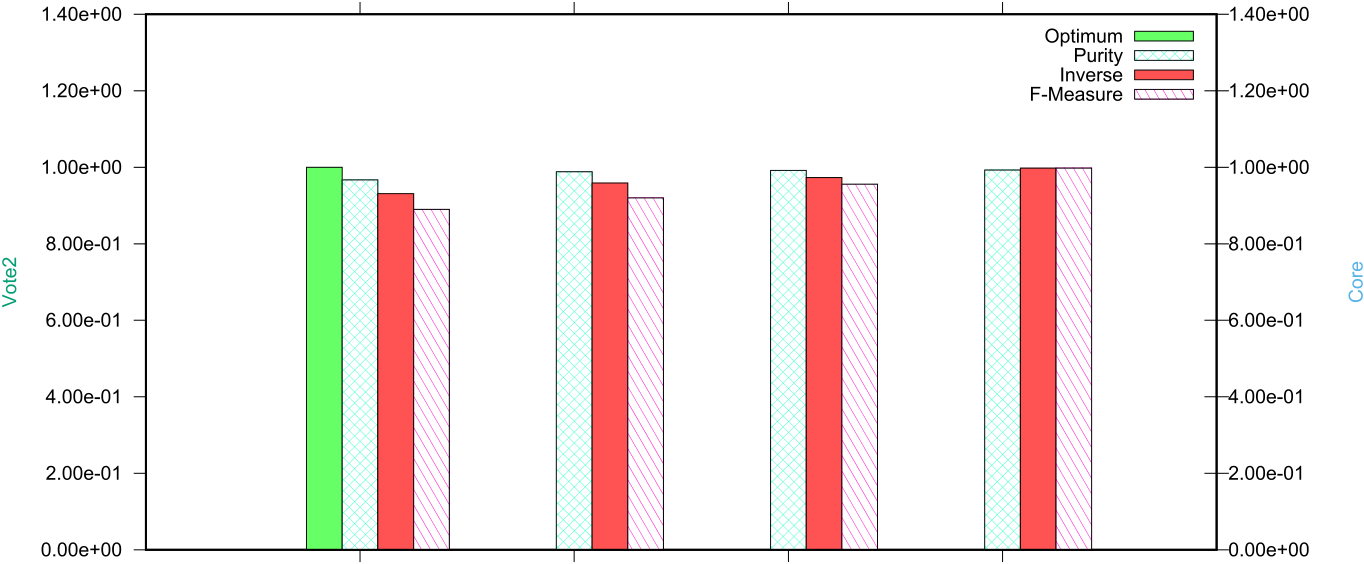 1.40e+00
1.20e+00
1.00e+00
8.00e-01
6.00e-01
4.00e-01
2.00e-01
0.00e+00
Vote2
Optimum
Purity
Inverse
F-Measure
1.40e+00
1.20e+00
1.00e+00
8.00e-01
6.00e-01
4.00e-01
2.00e-01
0.00e+00
Core